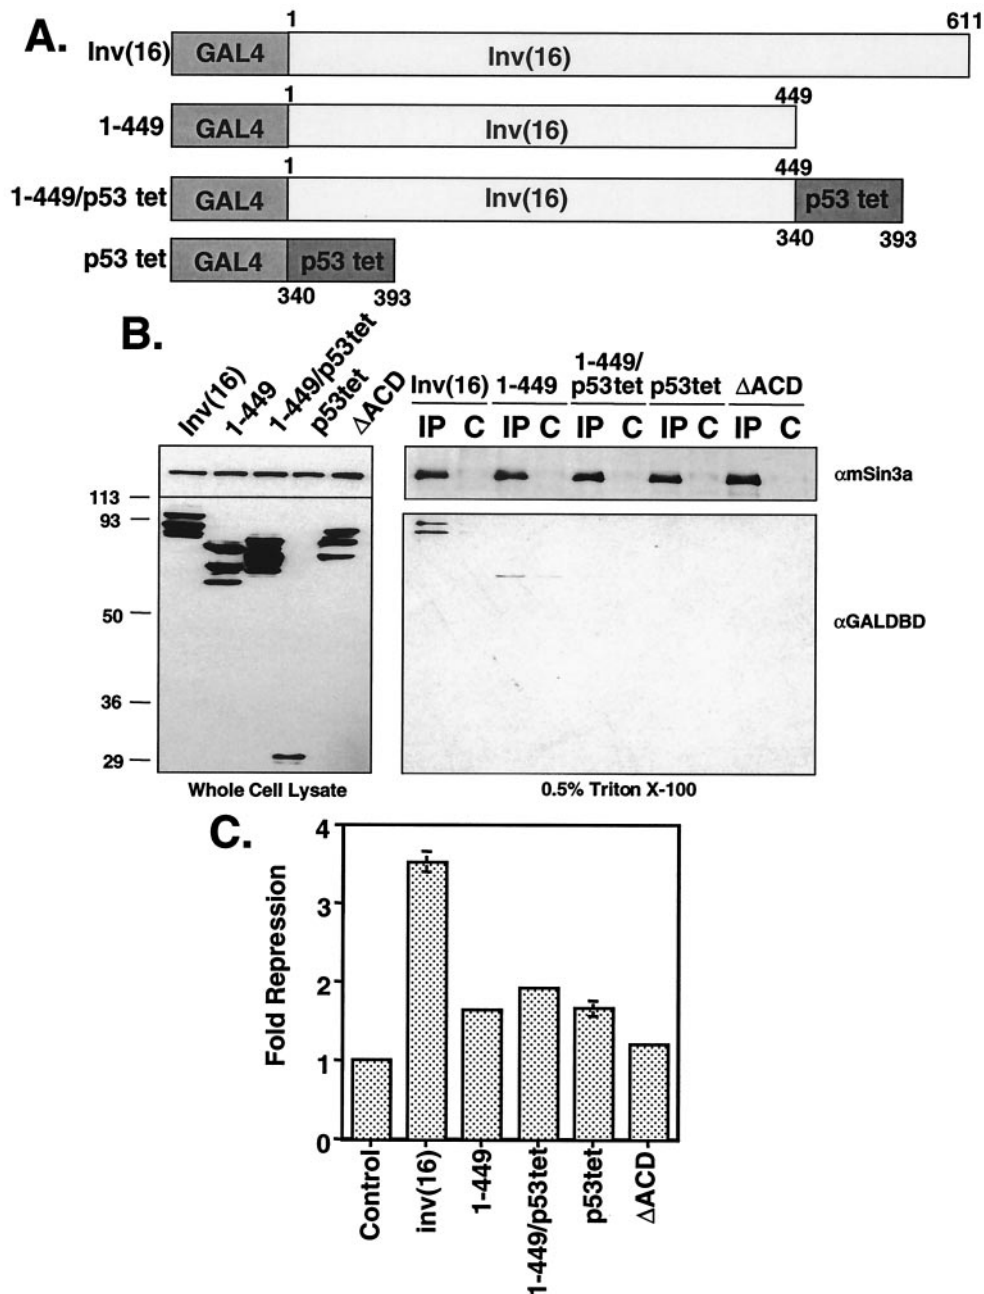 A.
1 611
Inv(16) GAL4 Inv(16)
1 449
1-449 GAL4 Inv(16)
1 449
1-449/p53 tet GAL4 Inv(16) p53 tet
340 393
p53 tet GAL4 p53 tet
340 393
B.
Inv(16) 1-449 1-449/p53tet p53tet ΔACD
113
93
50
36
29
Whole Cell Lysate
Inv(16) 1-449 1-449/p53tet p53tet ΔACD
IP C IP C IP C IP C IP C
αmSin3a
αGALDBD
0.5% Triton X-100
C.
Fold Repression
4
3
2
1
0
Control inv(16) 1-449 1-449/p53tet p53tet ΔACD